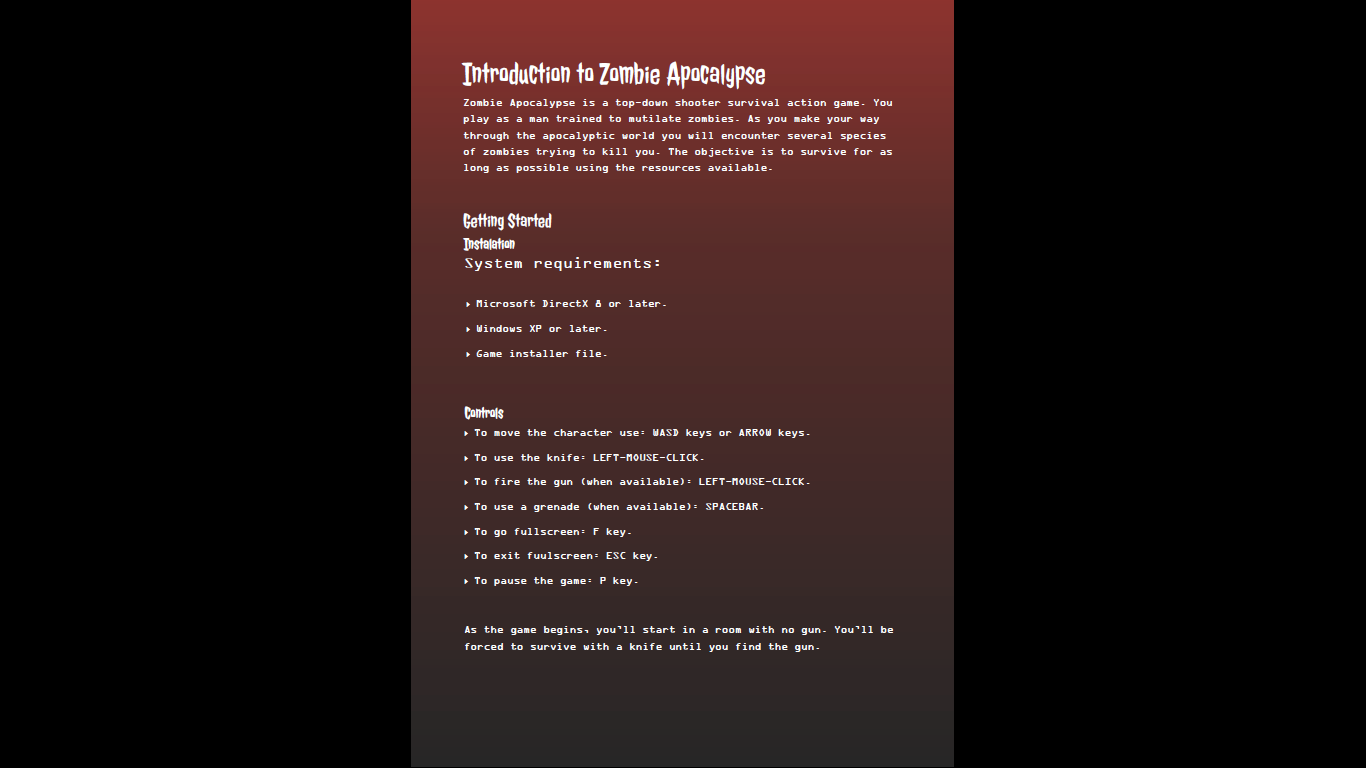 Introduction to Zombie Apocalypse
Zombie Apocalypse is a top-down shooter survival action game. You
play as a man trained to mutilate zombies. As you make your way
through the apocalyptic world you will encounter several species
of zombies trying to kill you. The objective is to survive for as
long as possible using the resources available.
Getting Started
Instalation
System requirements:
Microsoft DirectX 8 or later.
Windows XP or later.
Game installer file.
Controls
To move the character use: WASD keys or ARROW keys.
To use the knife: LEFT-MOUSE-CLICK.
To fire the gun (when available): LEFT-MOUSE-CLICK.
To use a grenade (when available): SPACEBAR.
To go fullscreen: F key.
To exit fuulscreen: ESC key.
To pause the game: P key.
As the game begins, you'll start in a room with no gun. You'll be
forced to survive with a knife until you find the gun.